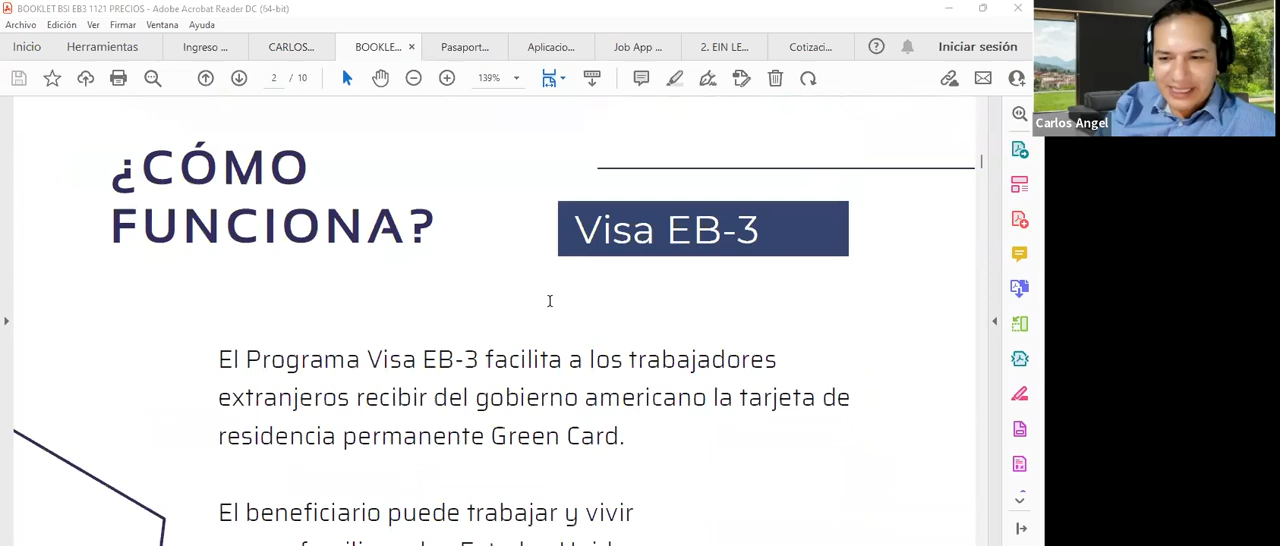 BOOKLET BSI EB3 1121 PRECIOS - Adobe Acrobat Reader DC (64-bit)
Archivo Edición Ver Firmar Ventana Ayuda
Inicio Herramientas Ingreso ... CARLOS... BOOKLE... × Pasaport... Aplicacio... Job App ... 2. EIN LE... Cotizaci... Iniciar sesión
2 / 10 139%
Carlos Angel
¿CÓMO
FUNCIONA?
Visa EB-3
El Programa Visa EB-3 facilita a los trabajadores
extranjeros recibir del gobierno americano la tarjeta de
residencia permanente Green Card.
El beneficiario puede trabajar y vivir